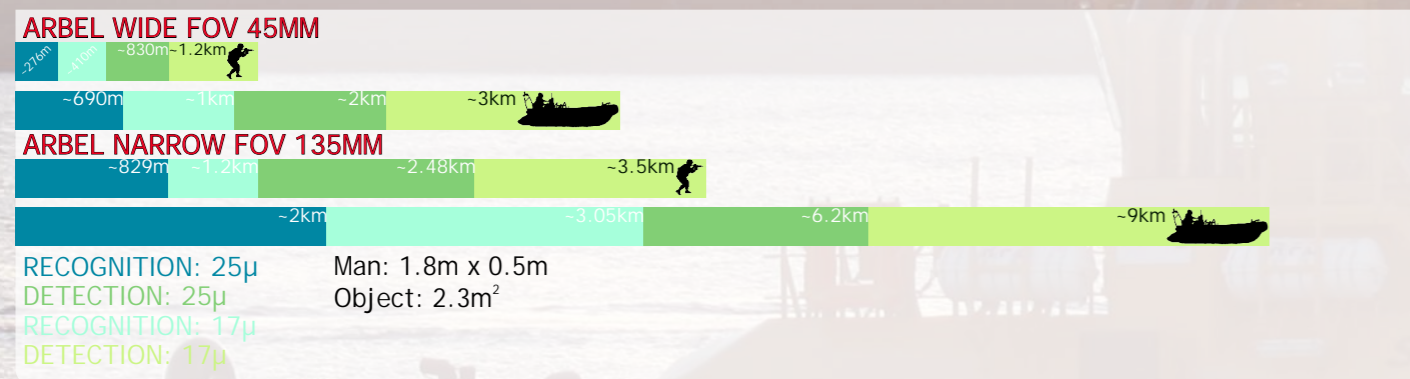 ARBEL WIDE FOV 45MM
~276m ~410m ~830m ~1.2km
~690m ~1km ~2km ~3km
ARBEL NARROW FOV 135MM
~829m ~1.2km ~2.48km ~3.5km
~2km ~3.05km ~6.2km ~9km
RECOGNITION: 25µ
DETECTION: 25µ
RECOGNITION: 17µ
DETECTION: 17µ
Man: 1.8m x 0.5m
Object: 2.3m²